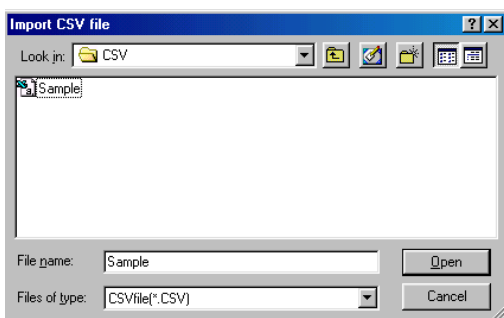 Import CSV file
Look in: CSV
Sample
File name: Sample Open
Files of type: CSVfile(*.CSV) Cancel